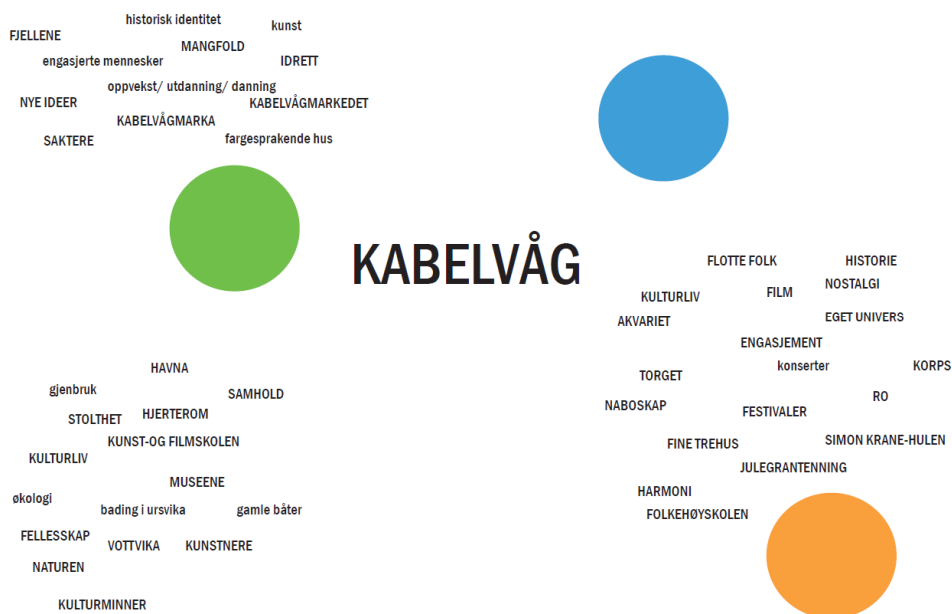 historisk identitet
kunst
FJELLENE
MANGFOLD
engasjerte mennesker
IDRETT
oppvekst/ utdanning/ danning
NYE IDEER
KABELVÅGMARKEDET
KABELVÅGMARKA
SAKTERE
fargesprakende hus
KABELVÅG
FLOTTE FOLK
HISTORIE
NOSTALGI
FILM
KULTURLIV
AKVARIET
EGET UNIVERS
ENGASJEMENT
konserter
KORPS
TORGET
RO
NABOSKAP
FESTIVALER
FINE TREHUS
SIMON KRANE-HULEN
JULEGRANTENNING
HARMONI
FOLKEHØYSKOLEN
HAVNA
gjenbruk
SAMHOLD
STOLTHET
HJERTEROM
KUNST-OG FILMSKOLEN
KULTURLIV
MUSEENE
økologi
bading i ursvika
gamle båter
FELLESSKAP
VOTTVIKA
KUNSTNERE
NATUREN
KULTURMINNER